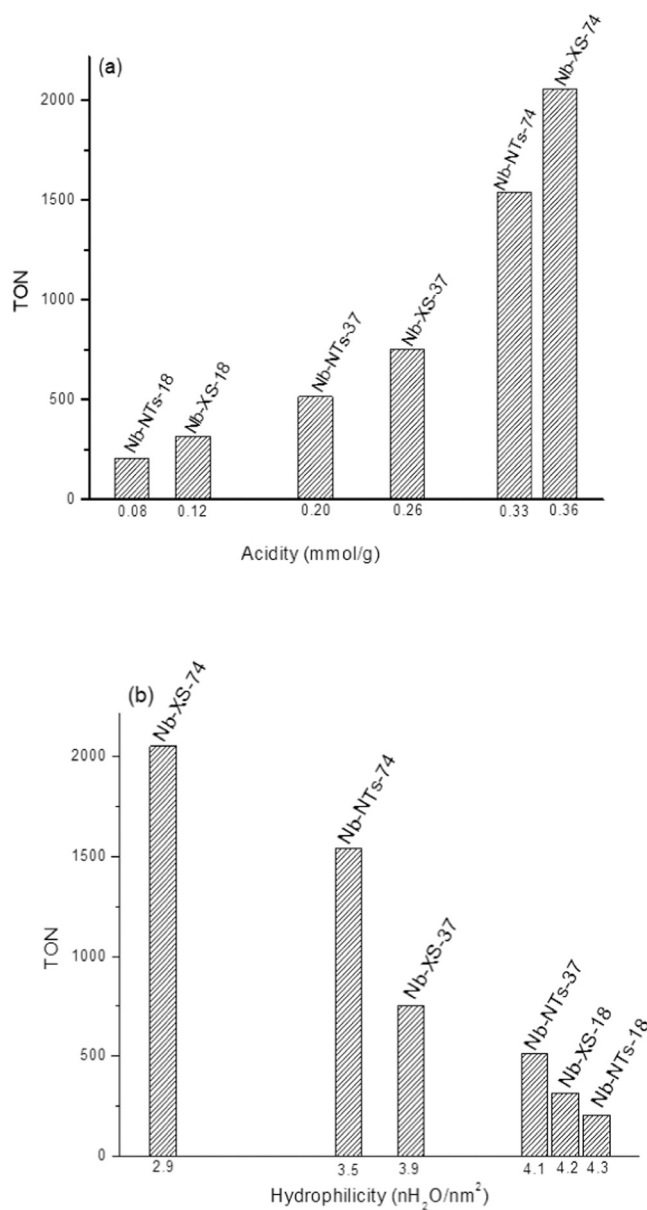 (a)
TON
2000
1500
1000
500
0
Nb-NTs-18
Nb-XS-18
Nb-NTs-37
Nb-XS-37
Nb-NTs-74
Nb-XS-74
0.08 0.12 0.20 0.26 0.33 0.36
Acidity (mmol/g)
(b)
TON
2000
1500
1000
500
0
Nb-XS-74
Nb-NTs-74
Nb-XS-37
Nb-NTs-37
Nb-XS-18
Nb-NTs-18
2.9 3.5 3.9 4.1 4.2 4.3
Hydrophilicity (nH₂O/nm²)